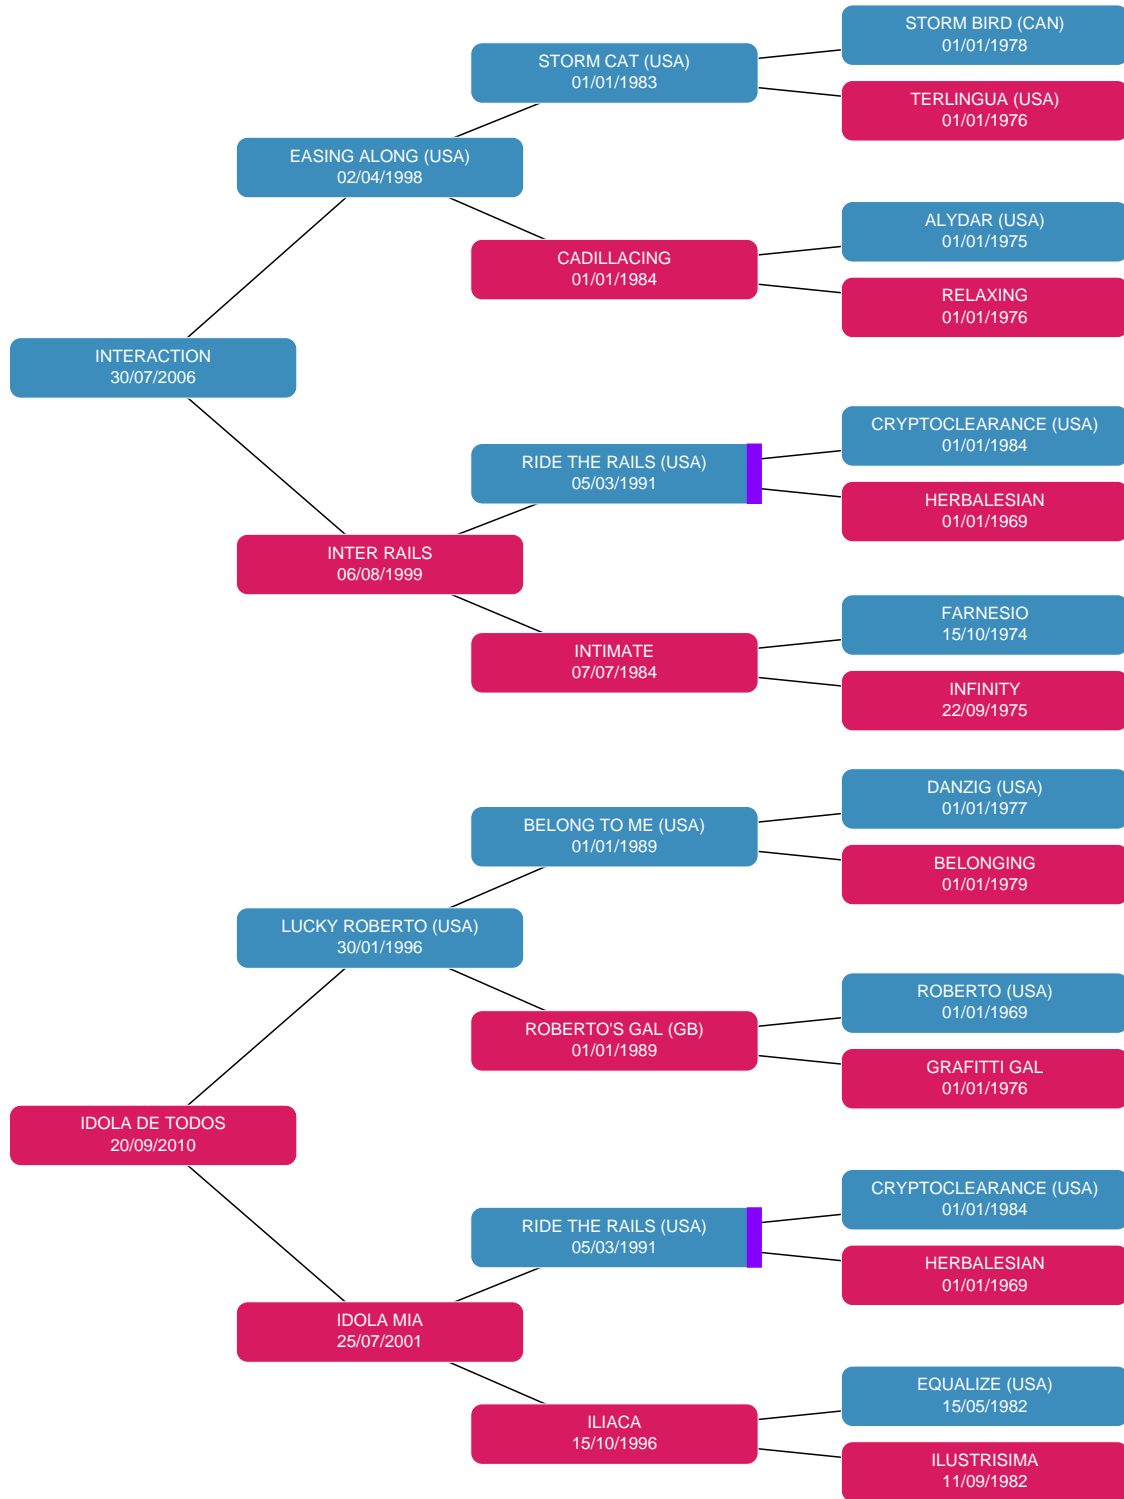 STORM BIRD (CAN)
01/01/1978
STORM CAT (USA)
01/01/1983
TERLINGUA (USA)
01/01/1976
EASING ALONG (USA)
02/04/1998
ALYDAR (USA)
01/01/1975
CADILLACING
01/01/1984
RELAXING
01/01/1976
INTERACTION
30/07/2006
CRYPTOCLEARANCE (USA)
01/01/1984
RIDE THE RAILS (USA)
05/03/1991
HERBALESIAN
01/01/1969
INTER RAILS
06/08/1999
FARNESIO
15/10/1974
INTIMATE
07/07/1984
INFINITY
22/09/1975
DANZIG (USA)
01/01/1977
BELONG TO ME (USA)
01/01/1989
BELONGING
01/01/1979
LUCKY ROBERTO (USA)
30/01/1996
ROBERTO (USA)
01/01/1969
ROBERTO'S GAL (GB)
01/01/1989
GRAFITTI GAL
01/01/1976
IDOLA DE TODOS
20/09/2010
CRYPTOCLEARANCE (USA)
01/01/1984
RIDE THE RAILS (USA)
05/03/1991
HERBALESIAN
01/01/1969
IDOLA MIA
25/07/2001
EQUALIZE (USA)
15/05/1982
ILIACA
15/10/1996
ILUSTRISIMA
11/09/1982